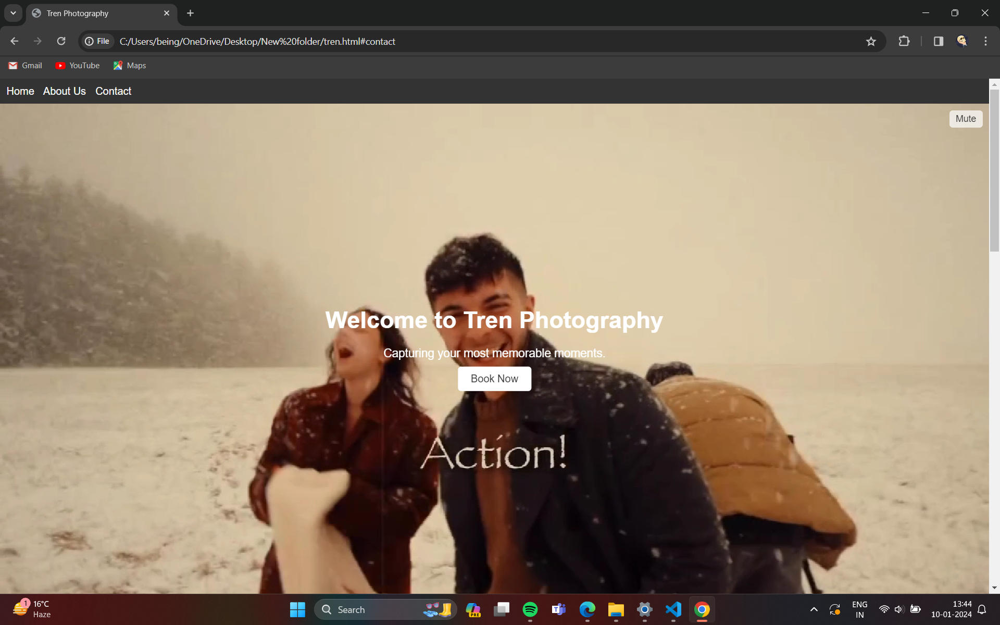 Tren Photography
File
C:/Users/being/OneDrive/Desktop/New%20folder/tren.html#contact
Gmail YouTube Maps
Home About Us Contact
Mute
Welcome to Tren Photography
Capturing your most memorable moments.
Book Now
Action!
1
16°C
Haze
Search
PRE
ENG
IN
13:44
10-01-2024